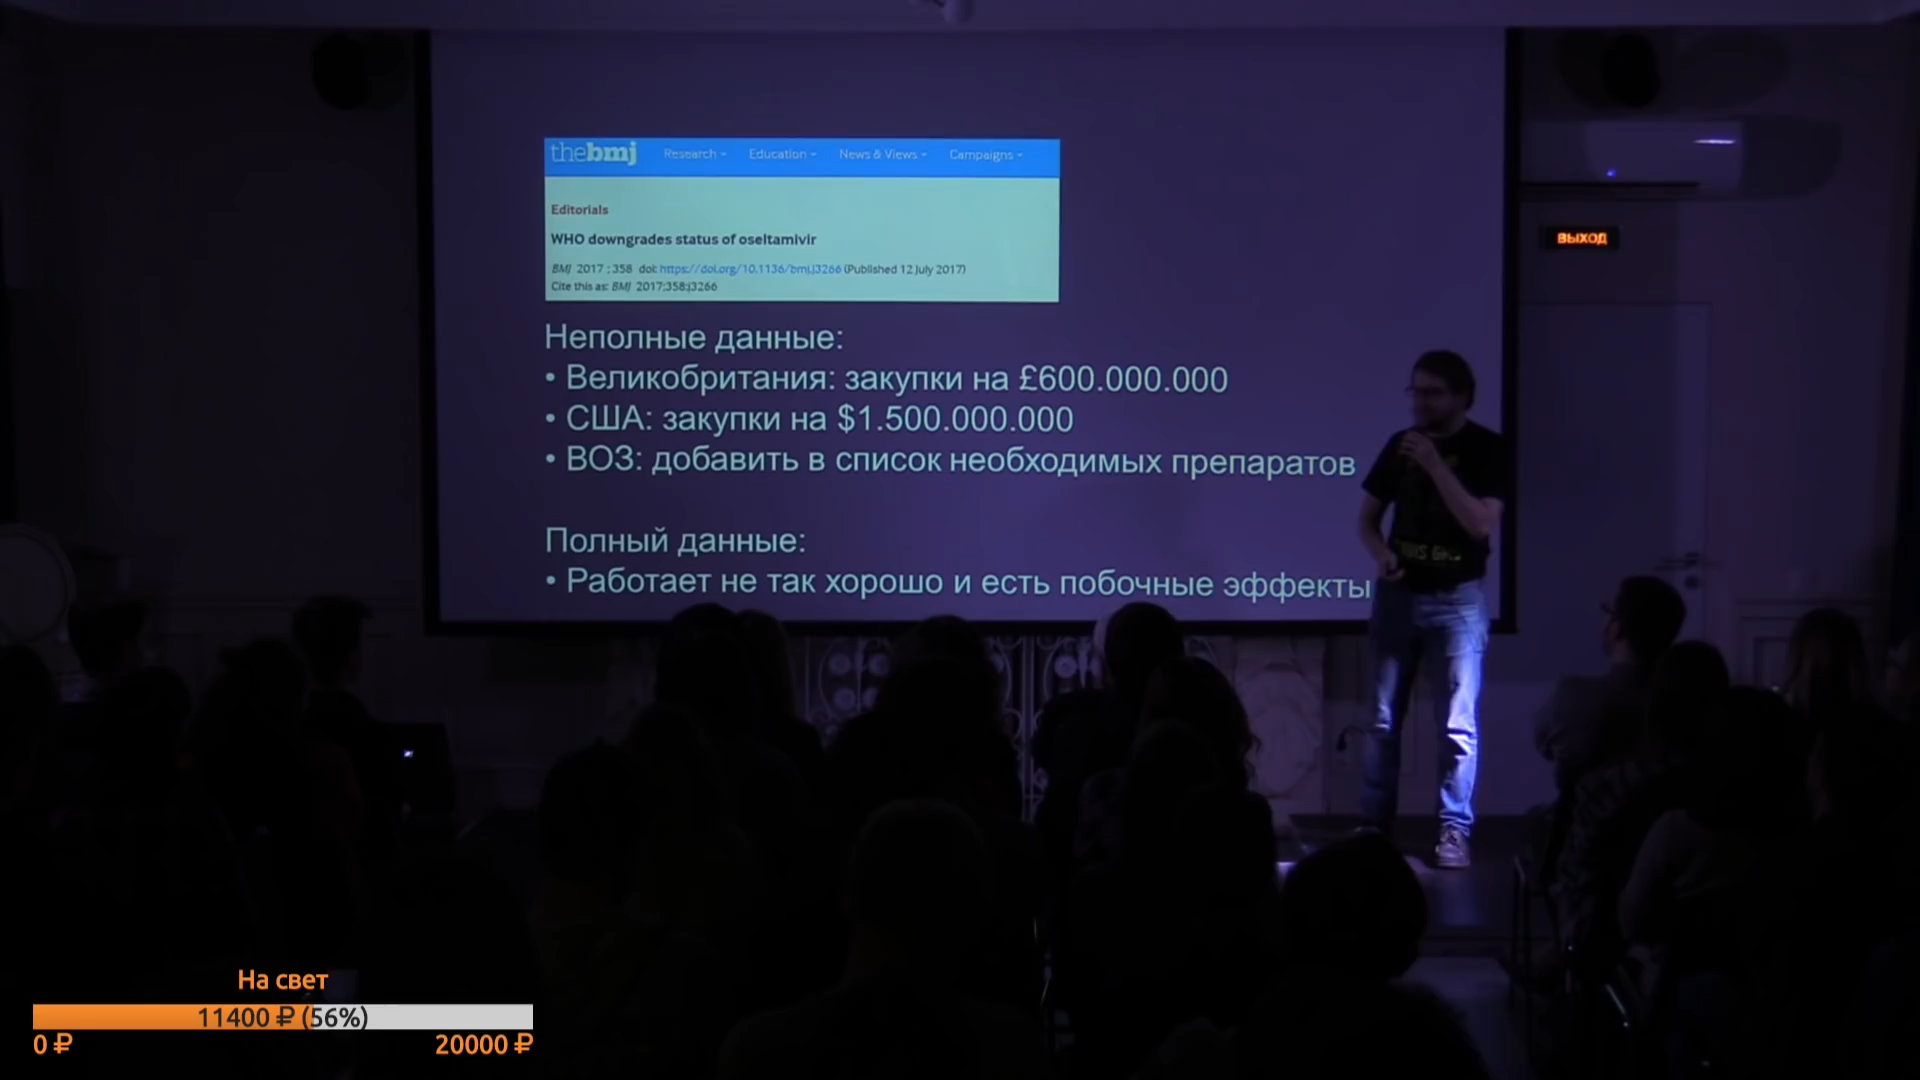 thebmj Research Education News & Views Campaigns
Editorials
WHO downgrades status of oseltamivir
BMJ 2017 ; 358 doi: https://doi.org/10.1136/bmj.j3266 (Published 12 July 2017)
Cite this as: BMJ 2017;358:j3266
Неполные данные:
• Великобритания: закупки на £600.000.000
• США: закупки на $1.500.000.000
• ВОЗ: добавить в список необходимых препаратов
Полный данные:
• Работает не так хорошо и есть побочные эффекты
ВЫХОД
На свет
11400 ₽ (56%)
0 ₽ 20000 ₽